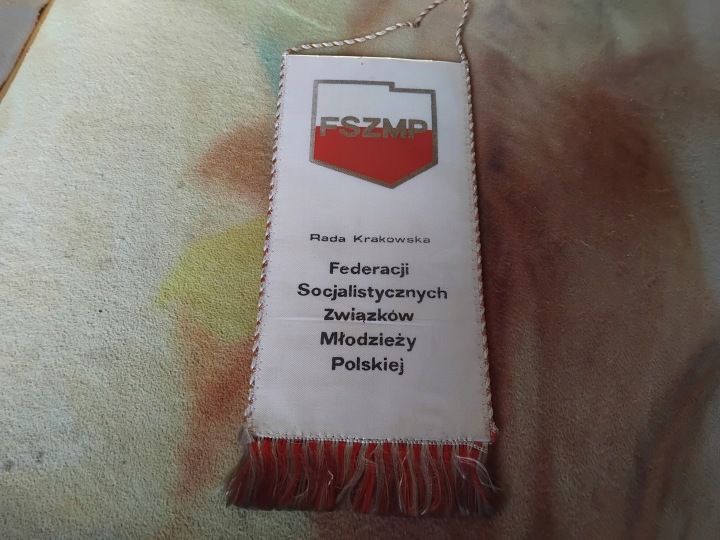 FSZMP
Rada Krakowska
Federacji
Socjalistycznych
Związków
Młodzieży
Polskiej